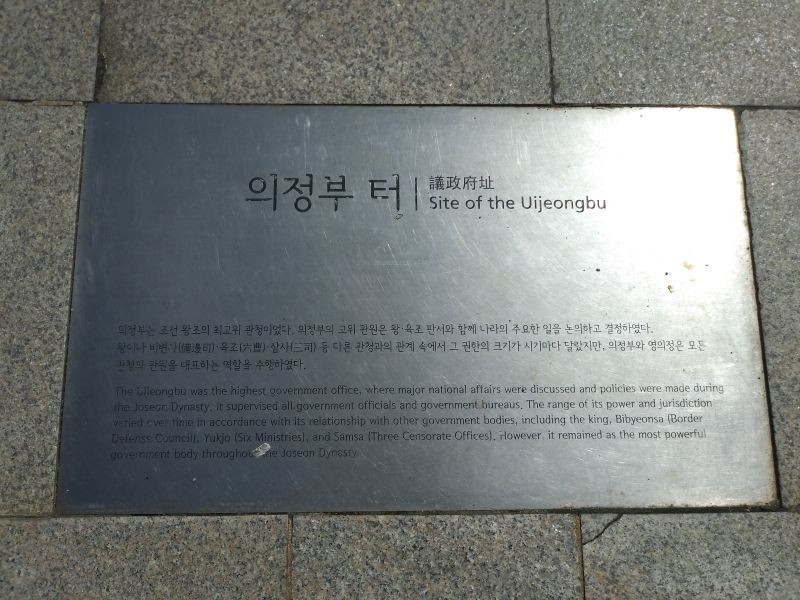 의정부 터
議政府址
Site of the Uijeongbu
의정부는 조선 왕조의 최고위 관청이었다. 의정부의 고위 관원은 왕·육조 판서와 함께 나라의 주요한 일을 논의하고 결정하였다.
왕이나 비변사(備邊司)·육조(六曹)·삼사(三司) 등 다른 관청과의 관계 속에서 그 권한의 크기가 시기마다 달랐지만, 의정부와 영의정은 모든
관청과 관원을 대표하는 역할을 수행하였다.
The Uijeongbu was the highest government office, where major national affairs were discussed and policies were made during
the Joseon Dynasty. it supervised all government officials and government bureaus. The range of its power and jurisdiction
varied over time in accordance with its relationship with other government bodies, including the king, Bibyeonsa (Border
Defense Council), Yukjo (Six Ministries), and Samsa (Three Censorate Offices). However, it remained as the most powerful
government body throughout the Joseon Dynasty